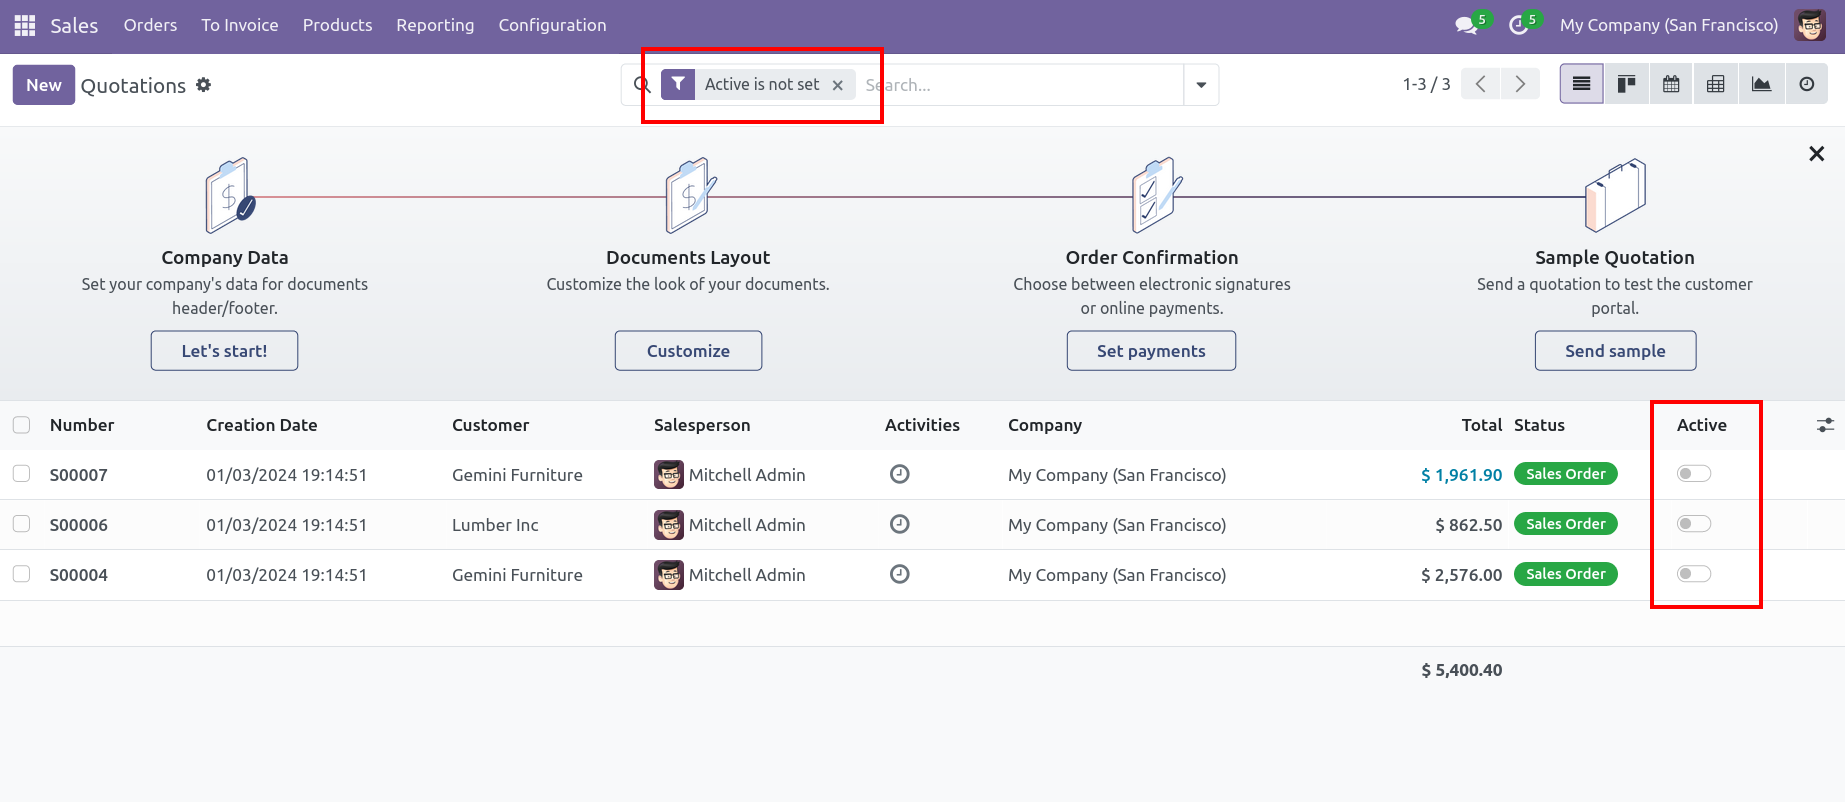 Sales Orders To Invoice Products Reporting Configuration 5 5 My Company (San Francisco)
New Quotations Active is not set Search... 1-3 / 3
Company Data Documents Layout Order Confirmation Sample Quotation
Set your company's data for documents Customize the look of your documents. Choose between electronic signatures Send a quotation to test the customer
header/footer. or online payments. portal.
Let's start! Customize Set payments Send sample
Number Creation Date Customer Salesperson Activities Company Total Status Active
S00007 01/03/2024 19:14:51 Gemini Furniture Mitchell Admin My Company (San Francisco) $ 1,961.90 Sales Order
S00006 01/03/2024 19:14:51 Lumber Inc Mitchell Admin My Company (San Francisco) $ 862.50 Sales Order
S00004 01/03/2024 19:14:51 Gemini Furniture Mitchell Admin My Company (San Francisco) $ 2,576.00 Sales Order
$ 5,400.40